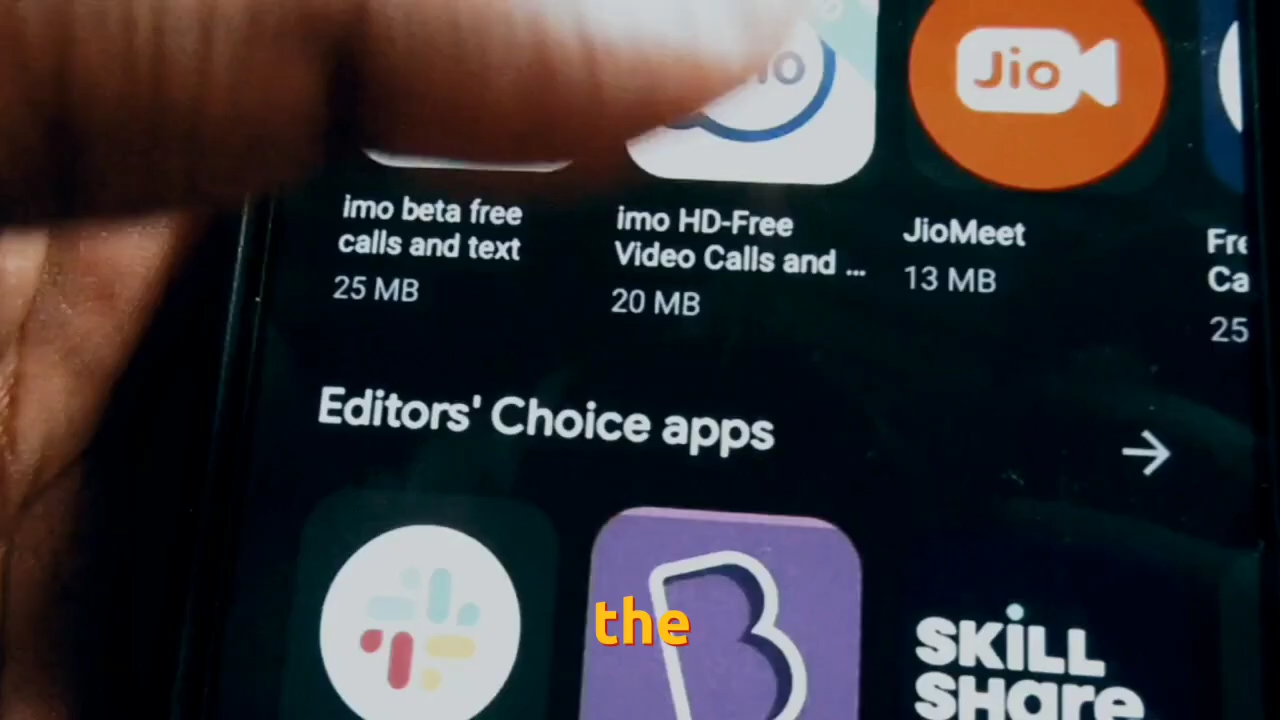 io
Jio
imo beta free
calls and text
25 MB
imo HD-Free
Video Calls and ...
20 MB
JioMeet
13 MB
Fre
Ca
25
Editors' Choice apps
the
B
SKiLL
SHare